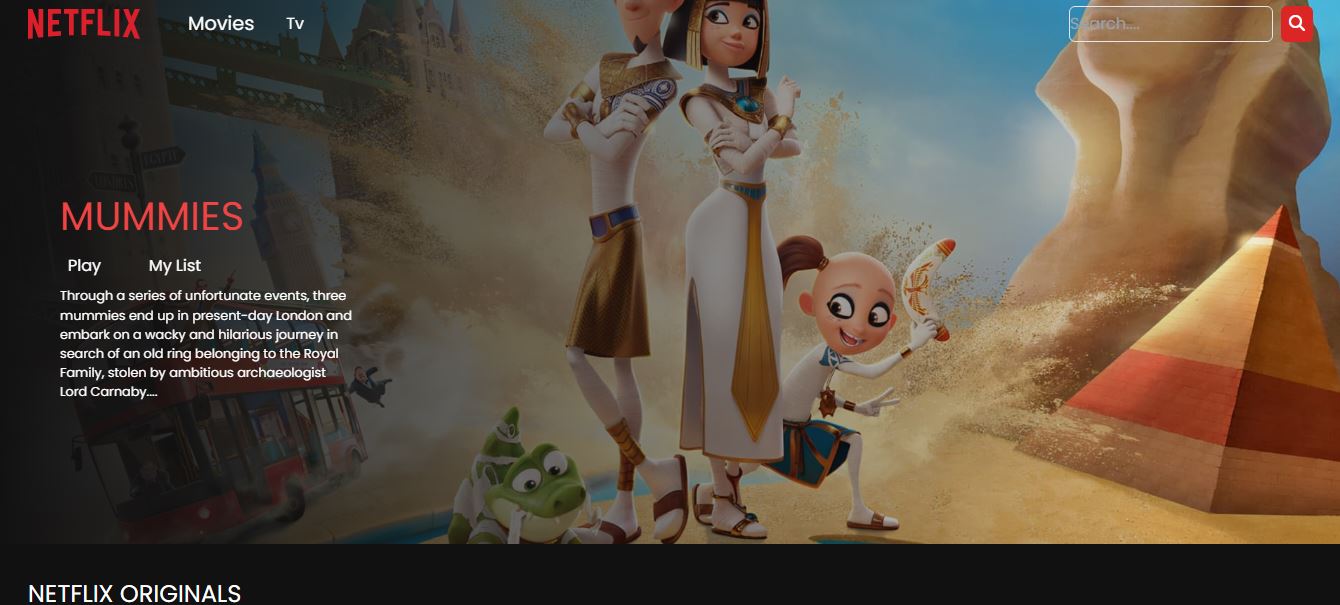 NETFLIX
Movies
Tv
Search....
EGYPT
MUMMIES
Play
My List
Through a series of unfortunate events, three
mummies end up in present-day London and
embark on a wacky and hilarious journey in
search of an old ring belonging to the Royal
Family, stolen by ambitious archaeologist
Lord Carnaby....
NETFLIX ORIGINALS